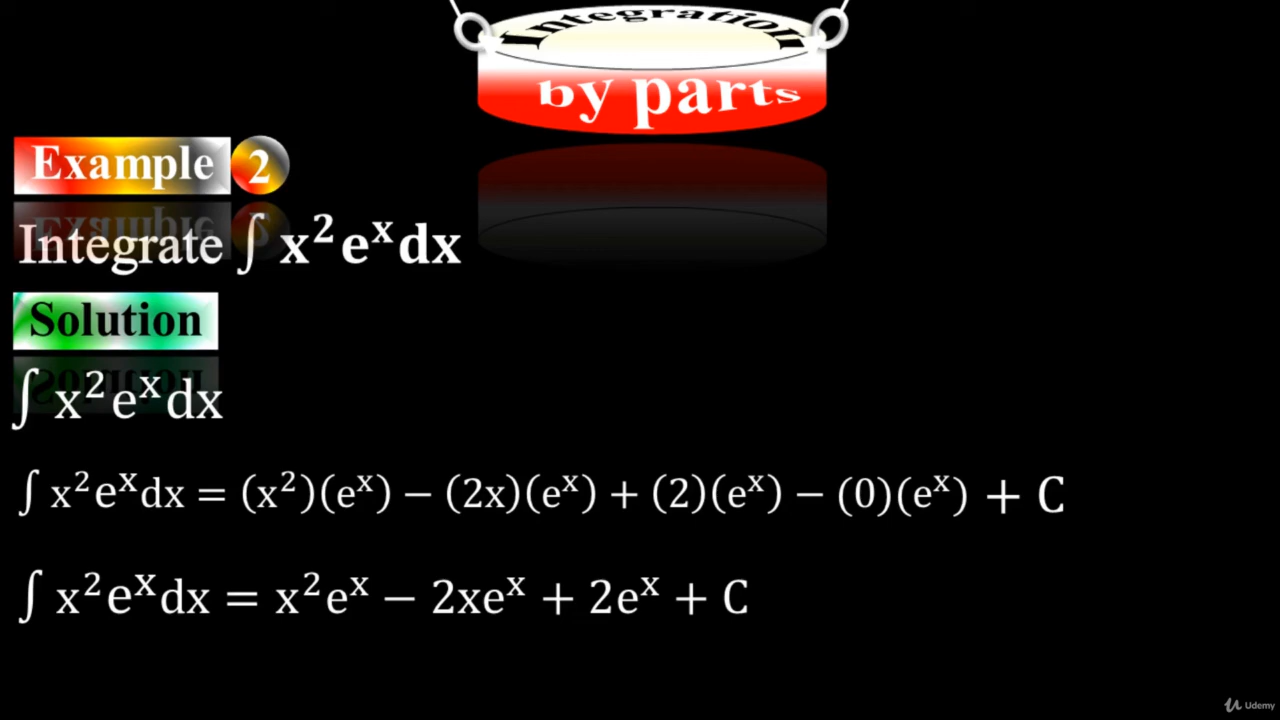 Integration
by parts
Example 2
Integrate ∫ x²eˣdx
Solution
∫ x²eˣdx
∫ x²eˣdx = (x²)(eˣ) − (2x)(eˣ) + (2)(eˣ) − (0)(eˣ) + C
∫ x²eˣdx = x²eˣ − 2xeˣ + 2eˣ + C
Udemy